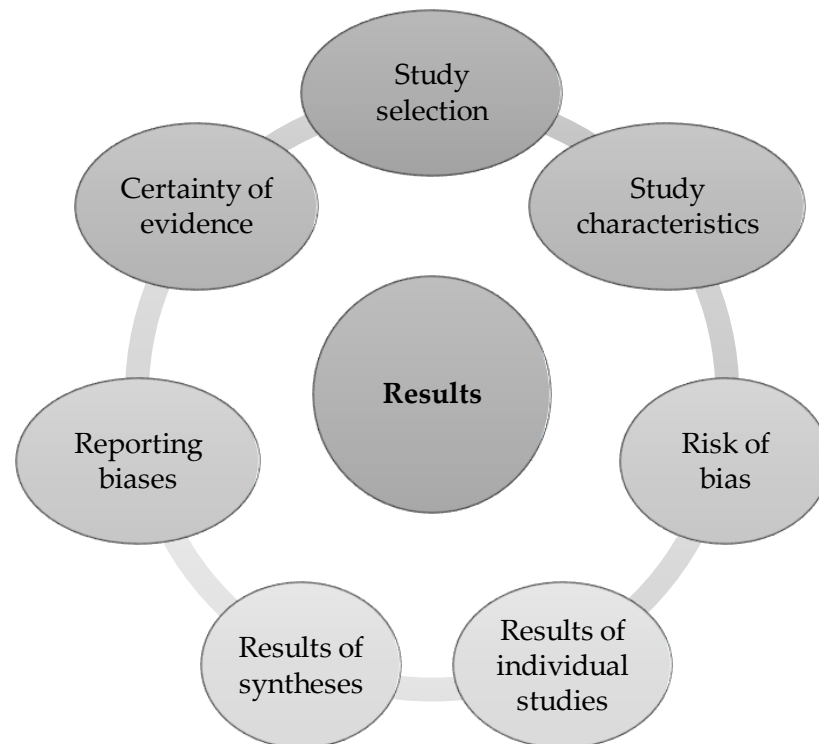 Study
selection
Study
characteristics
Risk of
bias
Results of
individual
studies
Results of
syntheses
Reporting
biases
Certainty of
evidence
Results